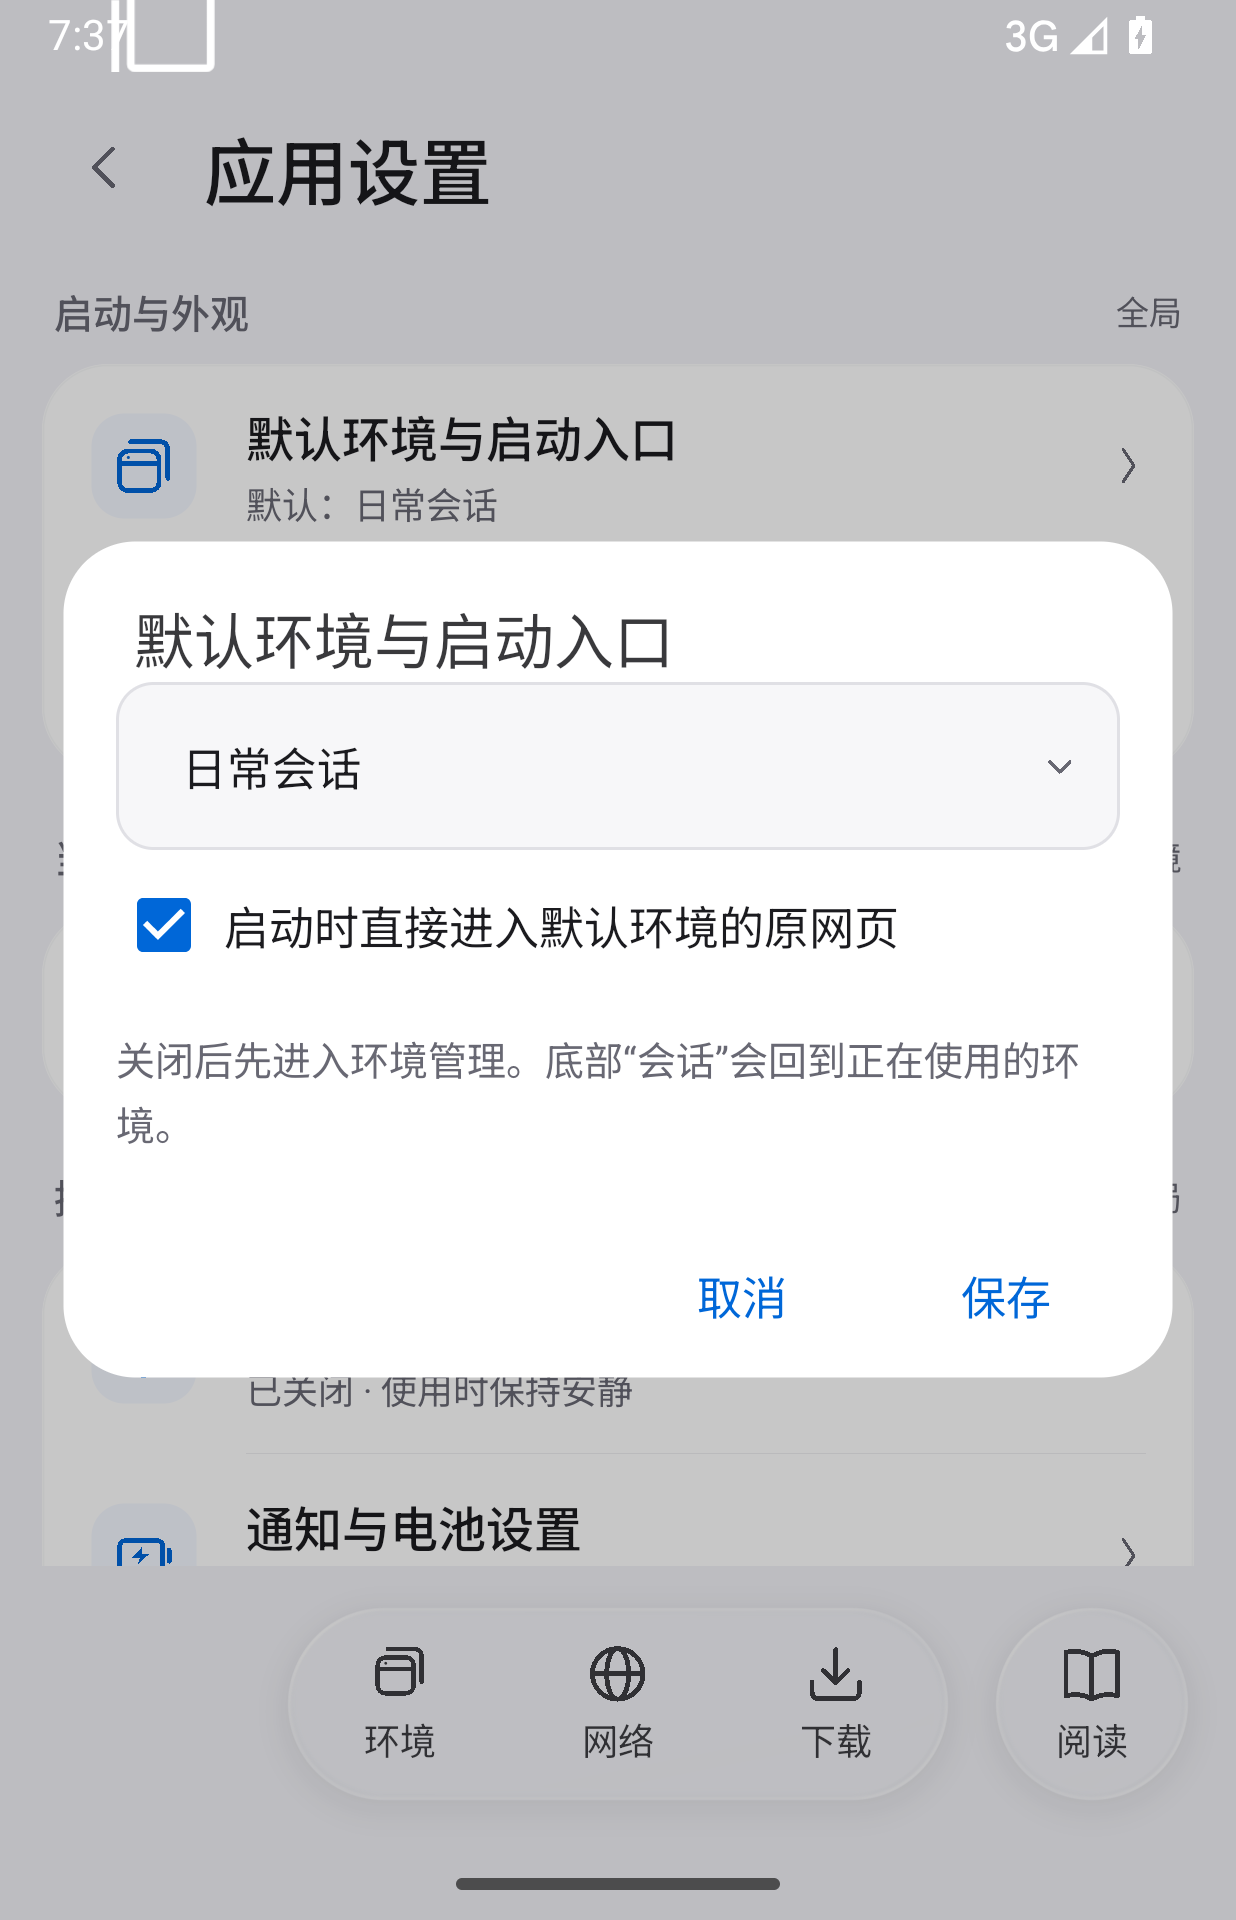 7:37
3G
应用设置
启动与外观
全局
默认环境与启动入口
默认：日常会话
默认环境与启动入口
日常会话
启动时直接进入默认环境的原网页
关闭后先进入环境管理。底部“会话”会回到正在使用的环
境。
取消
保存
已关闭 · 使用时保持安静
通知与电池设置
环境
网络
下载
阅读